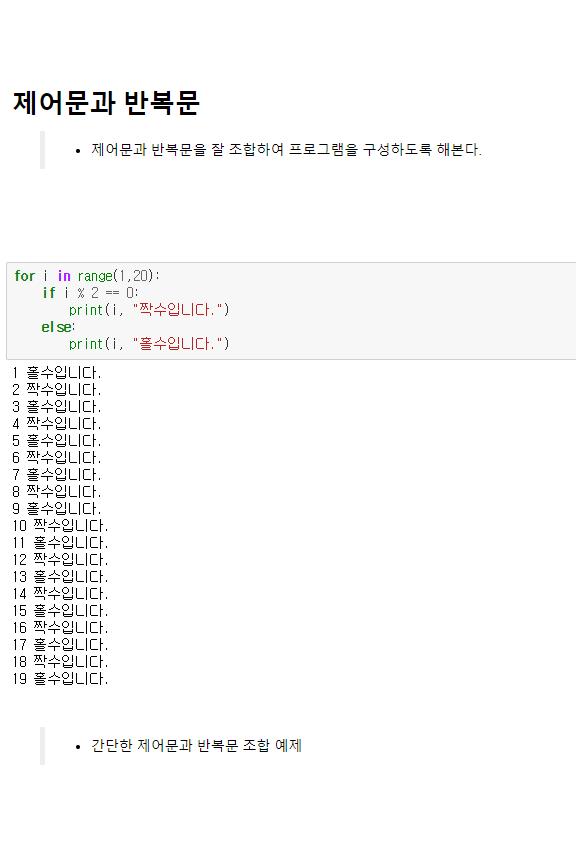 제어문과 반복문
• 제어문과 반복문을 잘 조합하여 프로그램을 구성하도록 해본다.
for i in range(1,20):
    if i % 2 == 0:
        print(i, "짝수입니다.")
    else:
        print(i, "홀수입니다.")
1 홀수입니다.
2 짝수입니다.
3 홀수입니다.
4 짝수입니다.
5 홀수입니다.
6 짝수입니다.
7 홀수입니다.
8 짝수입니다.
9 홀수입니다.
10 짝수입니다.
11 홀수입니다.
12 짝수입니다.
13 홀수입니다.
14 짝수입니다.
15 홀수입니다.
16 짝수입니다.
17 홀수입니다.
18 짝수입니다.
19 홀수입니다.
• 간단한 제어문과 반복문 조합 예제